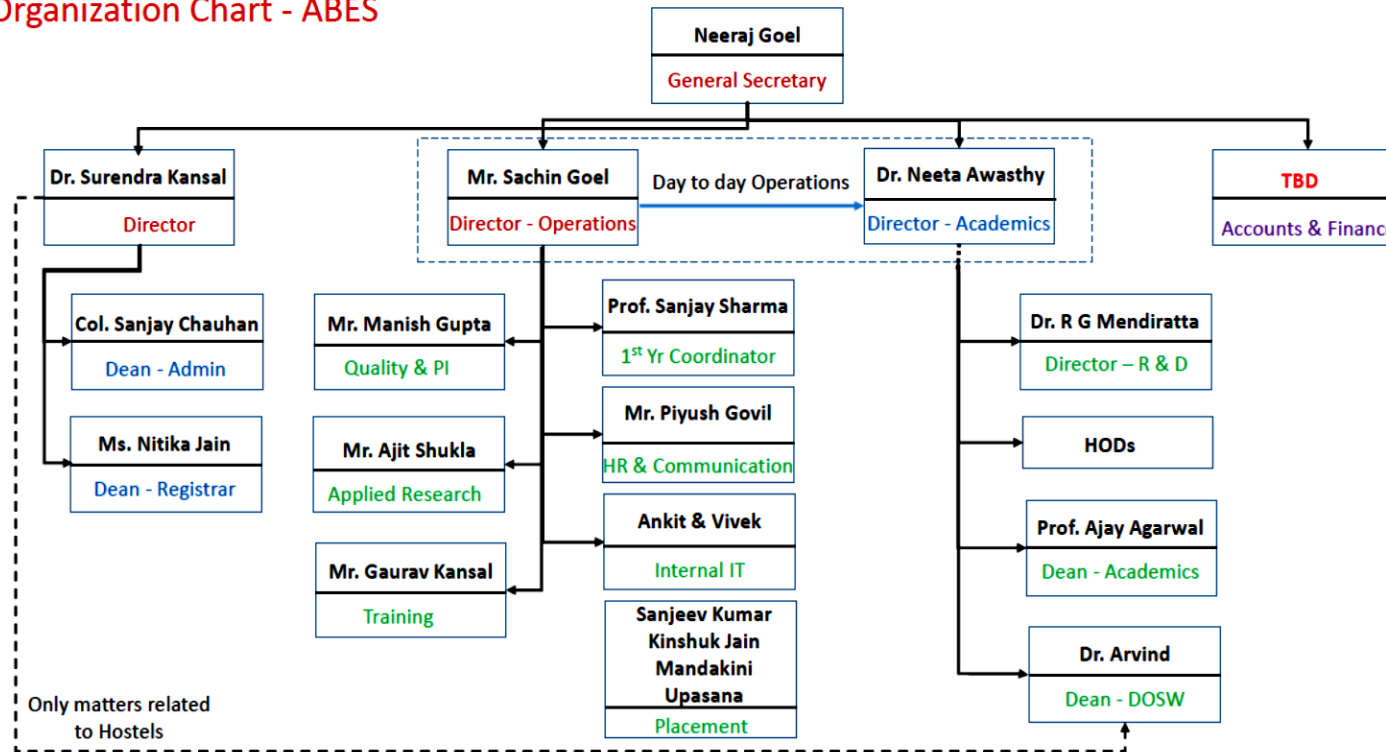 Organization Chart - ABES
Neeraj Goel
General Secretary
Dr. Surendra Kansal
Director
Mr. Sachin Goel
Director - Operations
Day to day Operations
Dr. Neeta Awasthy
Director - Academics
TBD
Accounts & Finance
Col. Sanjay Chauhan
Dean - Admin
Ms. Nitika Jain
Dean - Registrar
Mr. Manish Gupta
Quality & PI
Mr. Ajit Shukla
Applied Research
Mr. Gaurav Kansal
Training
Prof. Sanjay Sharma
1st Yr Coordinator
Mr. Piyush Govil
HR & Communication
Ankit & Vivek
Internal IT
Sanjeev Kumar
Kinshuk Jain
Mandakini
Upasana
Placement
Dr. R G Mendiratta
Director – R & D
HODs
Prof. Ajay Agarwal
Dean - Academics
Dr. Arvind
Dean - DOSW
Only matters related
to Hostels